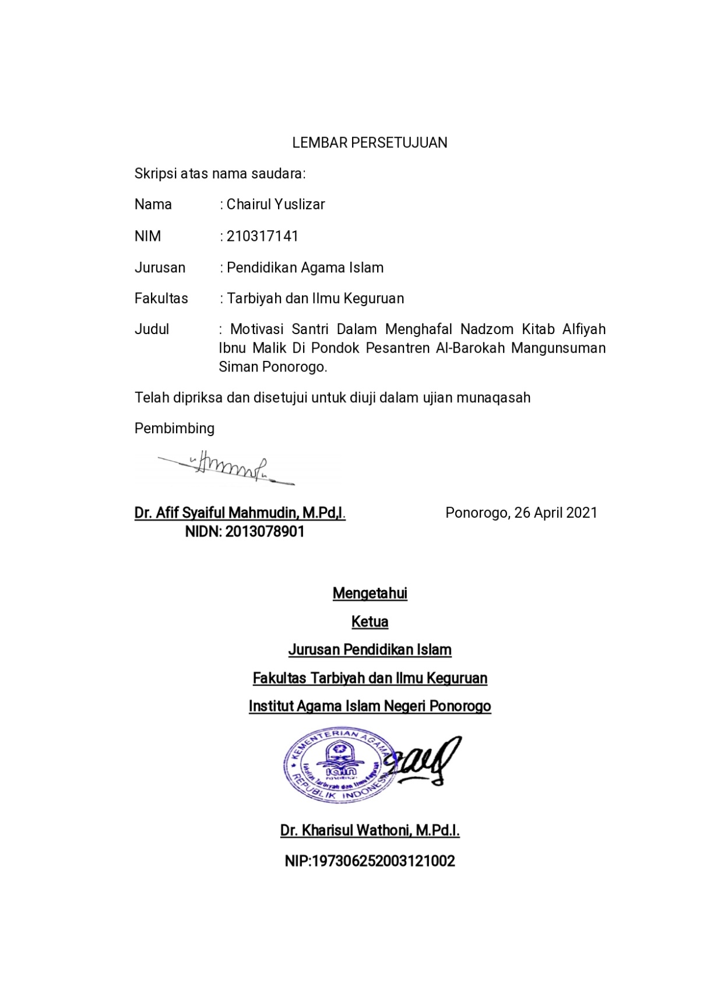 LEMBAR PERSETUJUAN
Skripsi atas nama saudara:
Nama : Chairul Yuslizar
NIM : 210317141
Jurusan : Pendidikan Agama Islam
Fakultas : Tarbiyah dan Ilmu Keguruan
Judul : Motivasi Santri Dalam Menghafal Nadzom Kitab Alfiyah
Ibnu Malik Di Pondok Pesantren Al-Barokah Mangunsuman
Siman Ponorogo.
Telah dipriksa dan disetujui untuk diuji dalam ujian munaqasah
Pembimbing
Dr. Afif Syaiful Mahmudin, M.Pd,I. Ponorogo, 26 April 2021
NIDN: 2013078901
Mengetahui
Ketua
Jurusan Pendidikan Islam
Fakultas Tarbiyah dan Ilmu Keguruan
Institut Agama Islam Negeri Ponorogo
KEMENTERIAN AGAMA
iain
PONOROGO
Fakultas Tarbiyah dan Ilmu Keguruan
REPUBLIK INDONESIA
Dr. Kharisul Wathoni, M.Pd.I.
NIP:197306252003121002